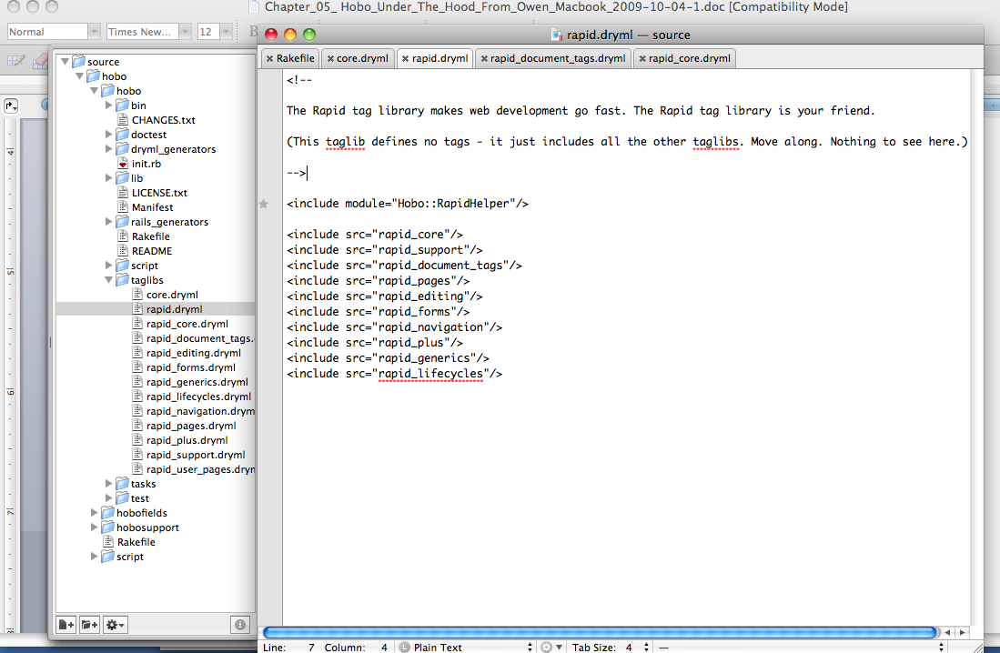 Chapter_05_ Hobo_Under_The_Hood_From_Owen_Macbook_2009-10-04-1.doc [Compatibility Mode]
Normal
Times New...
12
B
rapid.dryml — source
Rakefile
core.dryml
rapid.dryml
rapid_document_tags.dryml
rapid_core.dryml
source
hobo
hobo
bin
CHANGES.txt
doctest
dryml_generators
init.rb
lib
LICENSE.txt
Manifest
rails_generators
Rakefile
README
script
taglibs
core.dryml
rapid.dryml
rapid_core.dryml
rapid_document_tags.
rapid_editing.dryml
rapid_forms.dryml
rapid_generics.dryml
rapid_lifecycles.dryml
rapid_navigation.drym
rapid_pages.dryml
rapid_plus.dryml
rapid_support.dryml
rapid_user_pages.dryn
tasks
test
hobofields
hobosupport
Rakefile
script
<!--
The Rapid tag library makes web development go fast. The Rapid tag library is your friend.
(This taglib defines no tags - it just includes all the other taglibs. Move along. Nothing to see here.)
-->
<include module="Hobo::RapidHelper"/>
<include src="rapid_core"/>
<include src="rapid_support"/>
<include src="rapid_document_tags"/>
<include src="rapid_pages"/>
<include src="rapid_editing"/>
<include src="rapid_forms"/>
<include src="rapid_navigation"/>
<include src="rapid_plus"/>
<include src="rapid_generics"/>
<include src="rapid_lifecycles"/>
4
5
6
7
8
Line: 7 Column: 4 L Plain Text Tab Size: 4 —